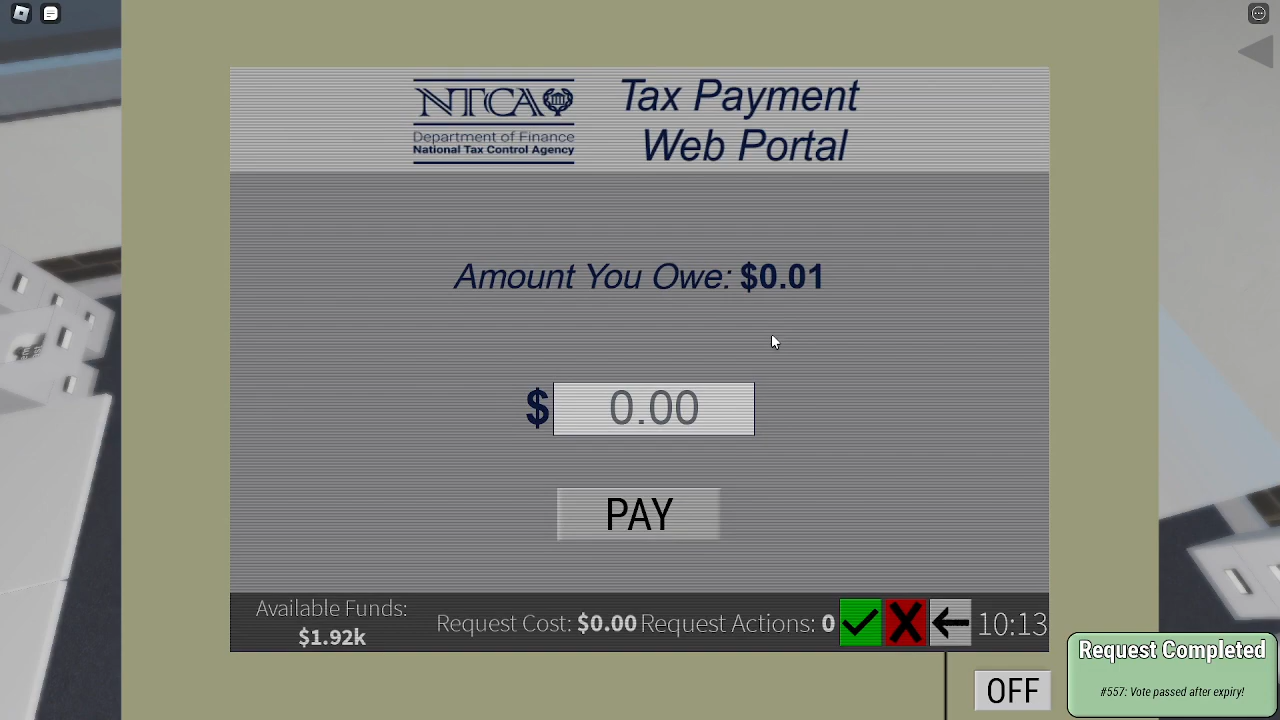 NTCA
Department of Finance
National Tax Control Agency
Tax Payment
Web Portal
Amount You Owe: $0.01
$ 0.00
PAY
Available Funds:
$1.92k
Request Cost: $0.00
Request Actions: 0
10:13
OFF
Request Completed
#557: Vote passed after expiry!